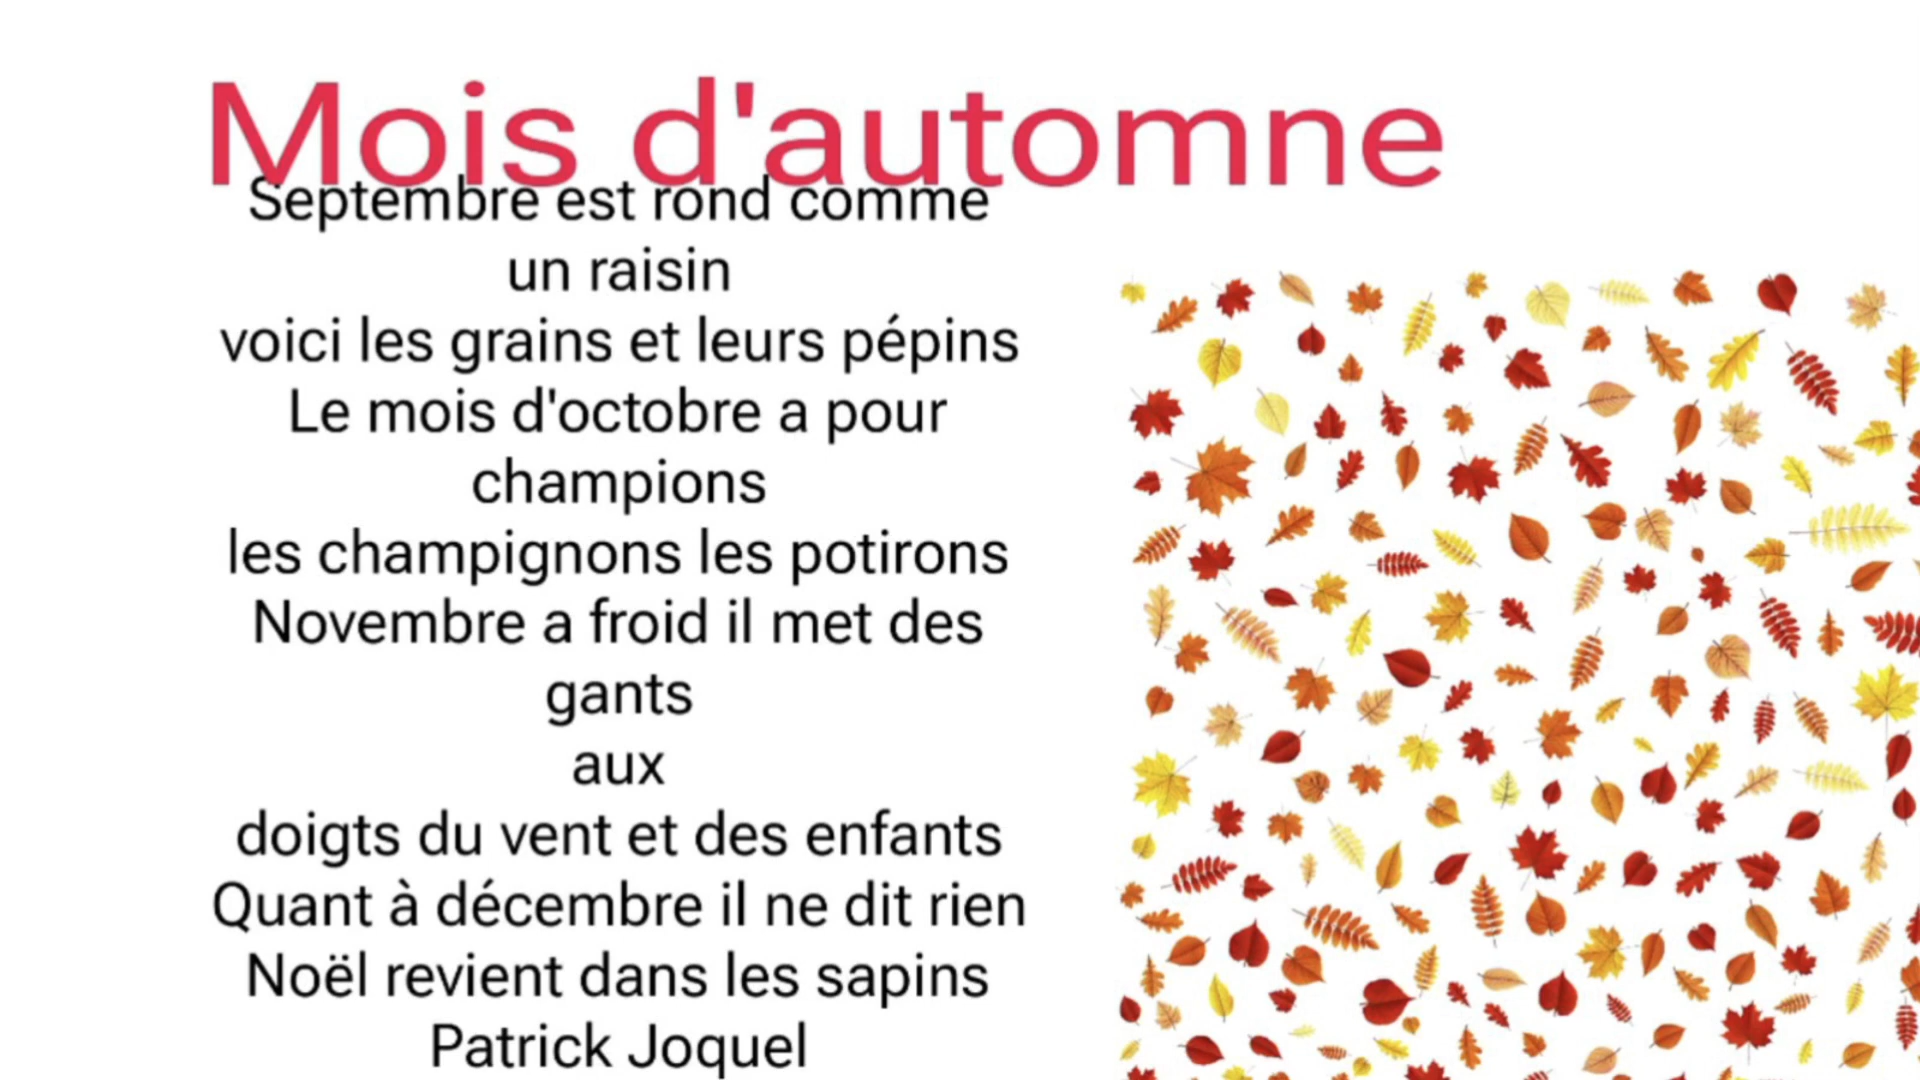 Mois d'automne
Septembre est rond comme
un raisin
voici les grains et leurs pépins
Le mois d'octobre a pour
champions
les champignons les potirons
Novembre a froid il met des
gants
aux
doigts du vent et des enfants
Quant à décembre il ne dit rien
Noël revient dans les sapins
Patrick Joquel